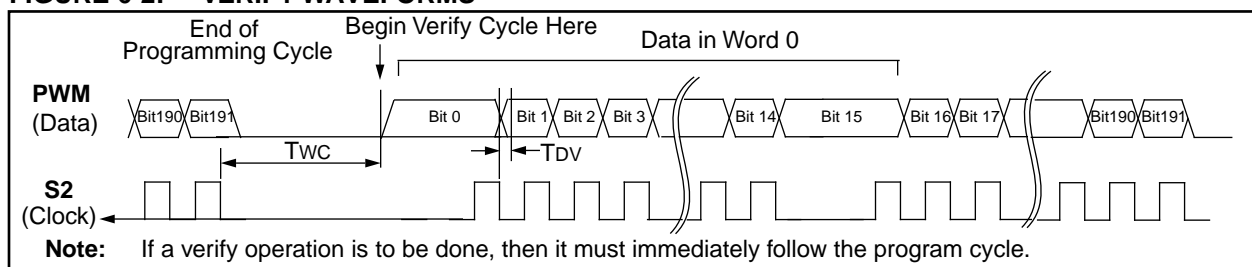 FIGURE 3-2: VERIFY WAVEFORMS
End of
Programming Cycle
Begin Verify Cycle Here
Data in Word 0
PWM
(Data)
Bit190 Bit191 Bit 0 Bit 1 Bit 2 Bit 3 Bit 14 Bit 15 Bit 16 Bit 17 Bit190 Bit191
TWC
TDV
S2
(Clock)
Note: If a verify operation is to be done, then it must immediately follow the program cycle.